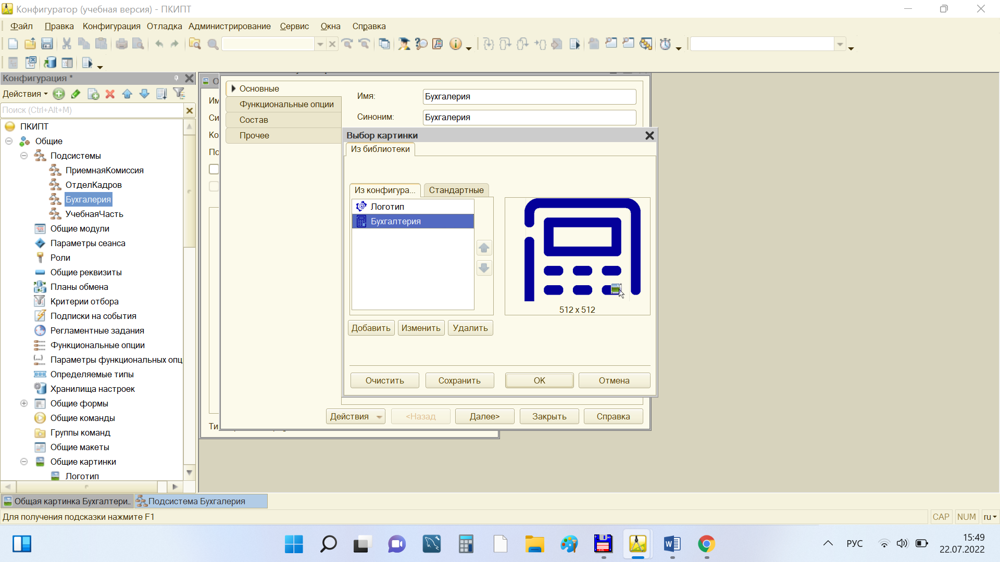 Конфигуратор (учебная версия) - ПКИПТ
Файл Правка Конфигурация Отладка Администрирование Сервис Окна Справка
Конфигурация *
Действия
Поиск (Ctrl+Alt+M)
ПКИПТ
Общие
Подсистемы
ПриемнаяКомиссия
ОтделКадров
Бухгалерия
УчебнаяЧасть
Общие модули
Параметры сеанса
Роли
Общие реквизиты
Планы обмена
Критерии отбора
Подписки на события
Регламентные задания
Функциональные опции
Параметры функциональных опц
Определяемые типы
Хранилища настроек
Общие формы
Общие команды
Группы команд
Общие макеты
Общие картинки
Логотип
О
Им
Си
Ко
По
Ти
Основные
Функциональные опции
Состав
Прочее
Имя: Бухгалерия
Синоним: Бухгалерия
Выбор картинки
Из библиотеки
Из конфигура... Стандартные
Логотип
Бухгалтерия
512 x 512
Добавить Изменить Удалить
Очистить Сохранить OK Отмена
Действия <Назад Далее> Закрыть Справка
Общая картинка Бухгалтери... Подсистема Бухгалерия
Для получения подсказки нажмите F1
CAP NUM ru
РУС
15:49
22.07.2022